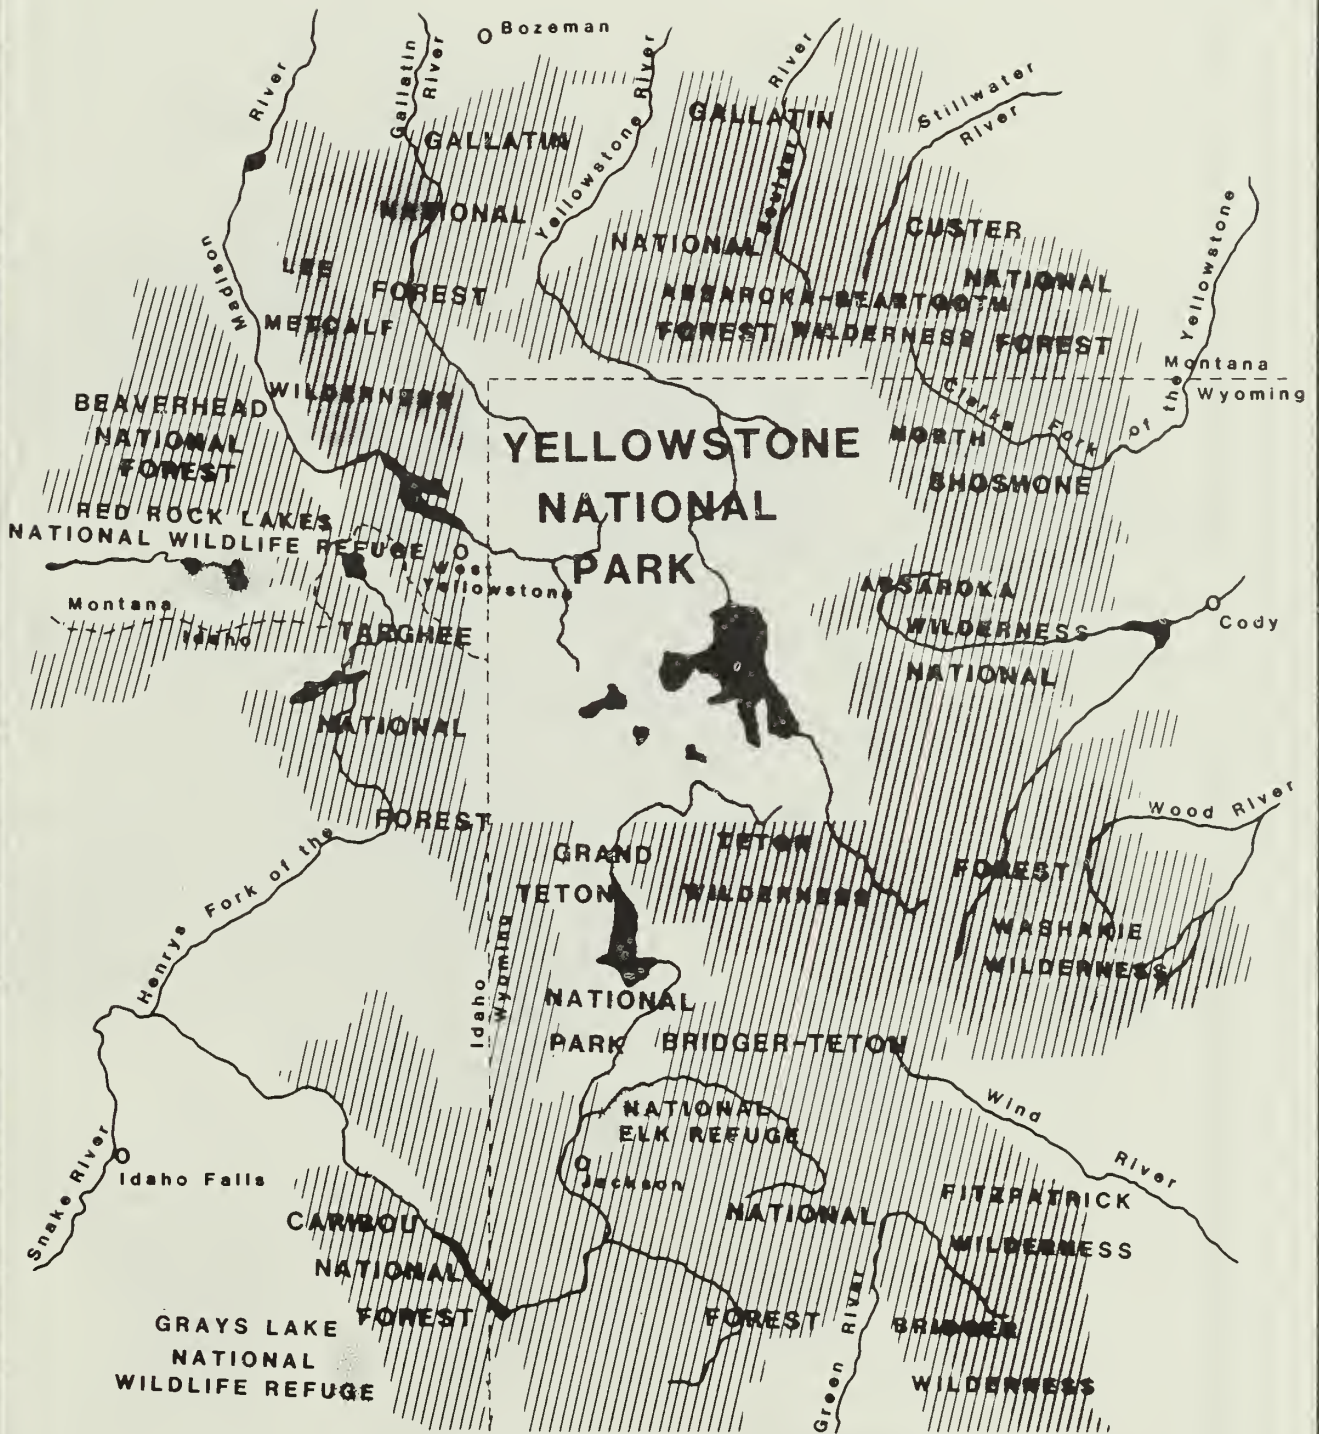 Bozeman
River
Gallatin
River
Yellowstone River
River
Boulder
Stillwater
River
GALLATIN
NATIONAL
FOREST
GALLATIN
NATIONAL
FOREST
CUSTER
NATIONAL
FOREST
ABSAROKA-BEARTOOTH
WILDERNESS
Madison
LEE
METCALF
WILDERNESS
Clarks Fork of the Yellowstone
Montana
Wyoming
BEAVERHEAD
NATIONAL
FOREST
YELLOWSTONE
NATIONAL
PARK
NORTH
SHOSHONE
RED ROCK LAKES
NATIONAL WILDLIFE REFUGE
West
Yellowstone
Montana
Idaho
ABSAROKA
WILDERNESS
NATIONAL
Cody
TARGHEE
NATIONAL
FOREST
Wood River
GRAND
TETON
NATIONAL
PARK
TETON
WILDERNESS
FOREST
WASHAKIE
WILDERNESS
Henrys Fork of the
Idaho
Wyoming
BRIDGER-TETON
NATIONAL
ELK REFUGE
Jackson
Wind River
Snake River
Idaho Falls
NATIONAL
FOREST
FITZPATRICK
WILDERNESS
CARIBOU
NATIONAL
FOREST
Green River
BRIDGER
WILDERNESS
GRAYS LAKE
NATIONAL
WILDLIFE REFUGE